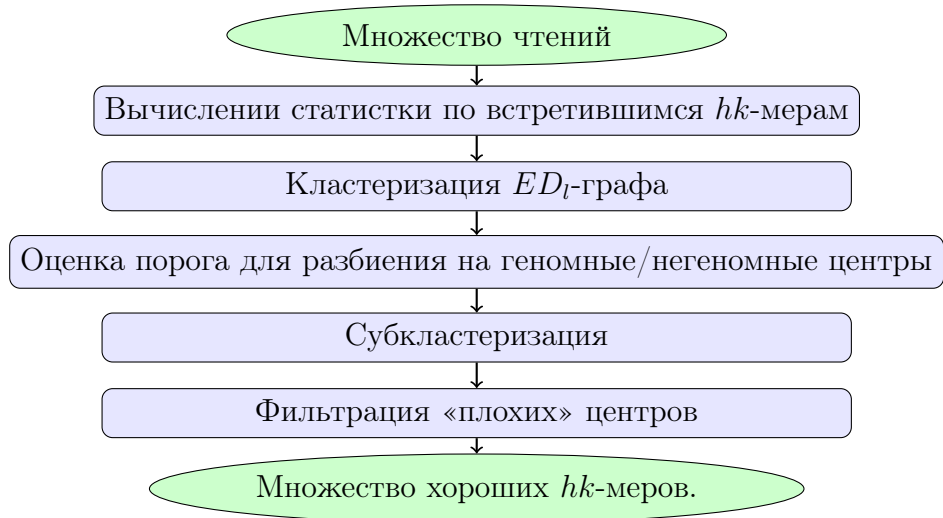 Множество чтений
Вычислении статистки по встретившимся hk-мерам
Кластеризация EDₗ-графа
Оценка порога для разбиения на геномные/негеномные центры
Субкластеризация
Фильтрация «плохих» центров
Множество хороших hk-меров.